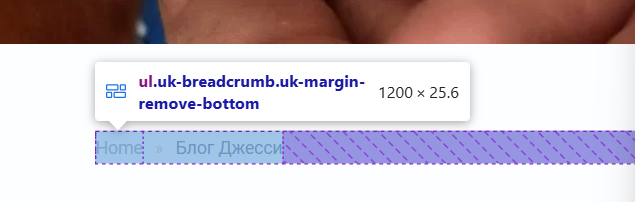 ul.uk-breadcrumb.uk-margin-
remove-bottom
1200 × 25.6
Home » Блог Джесси